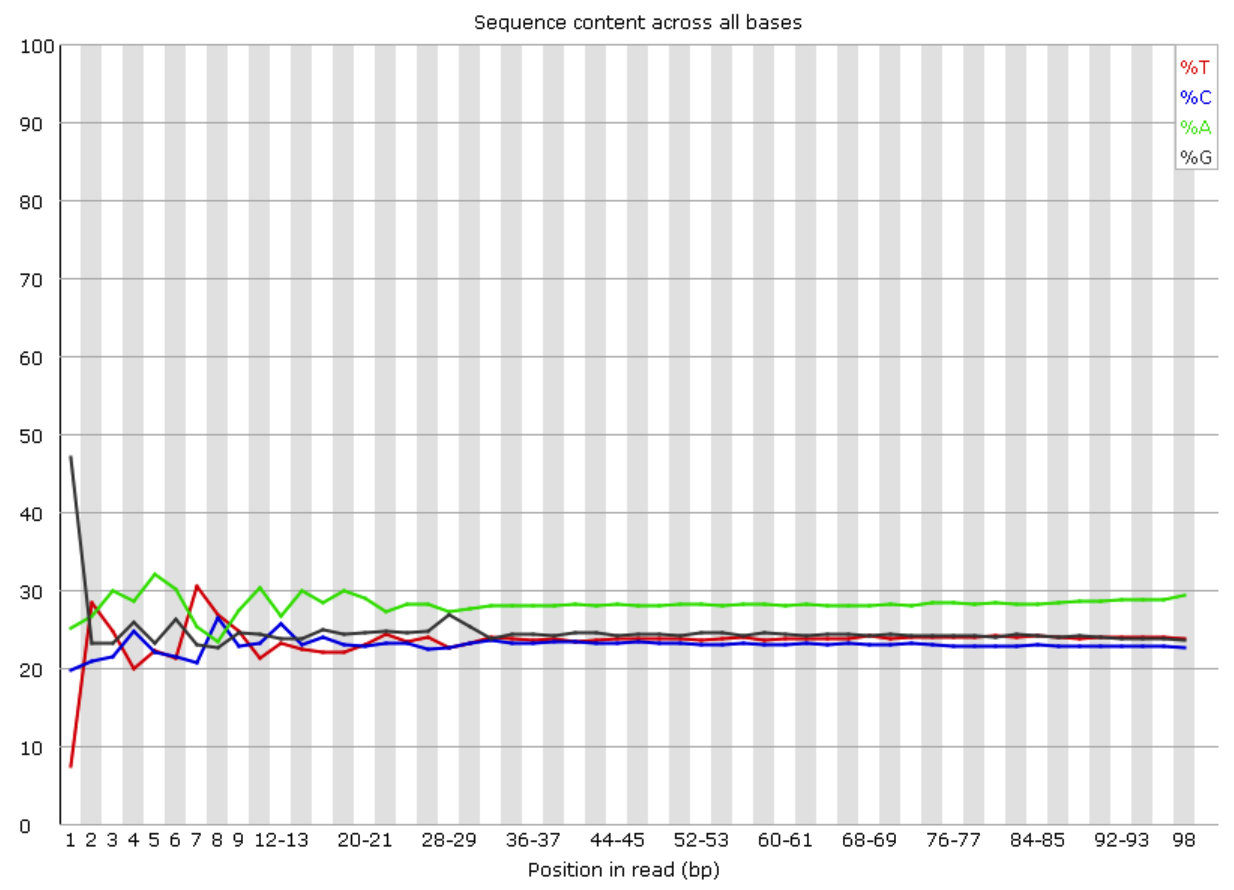 Sequence content across all bases
100
90
80
70
60
50
40
30
20
10
0
%T
%C
%A
%G
1 2 3 4 5 6 7 8 9 12-13 20-21 28-29 36-37 44-45 52-53 60-61 68-69 76-77 84-85 92-93 98
Position in read (bp)